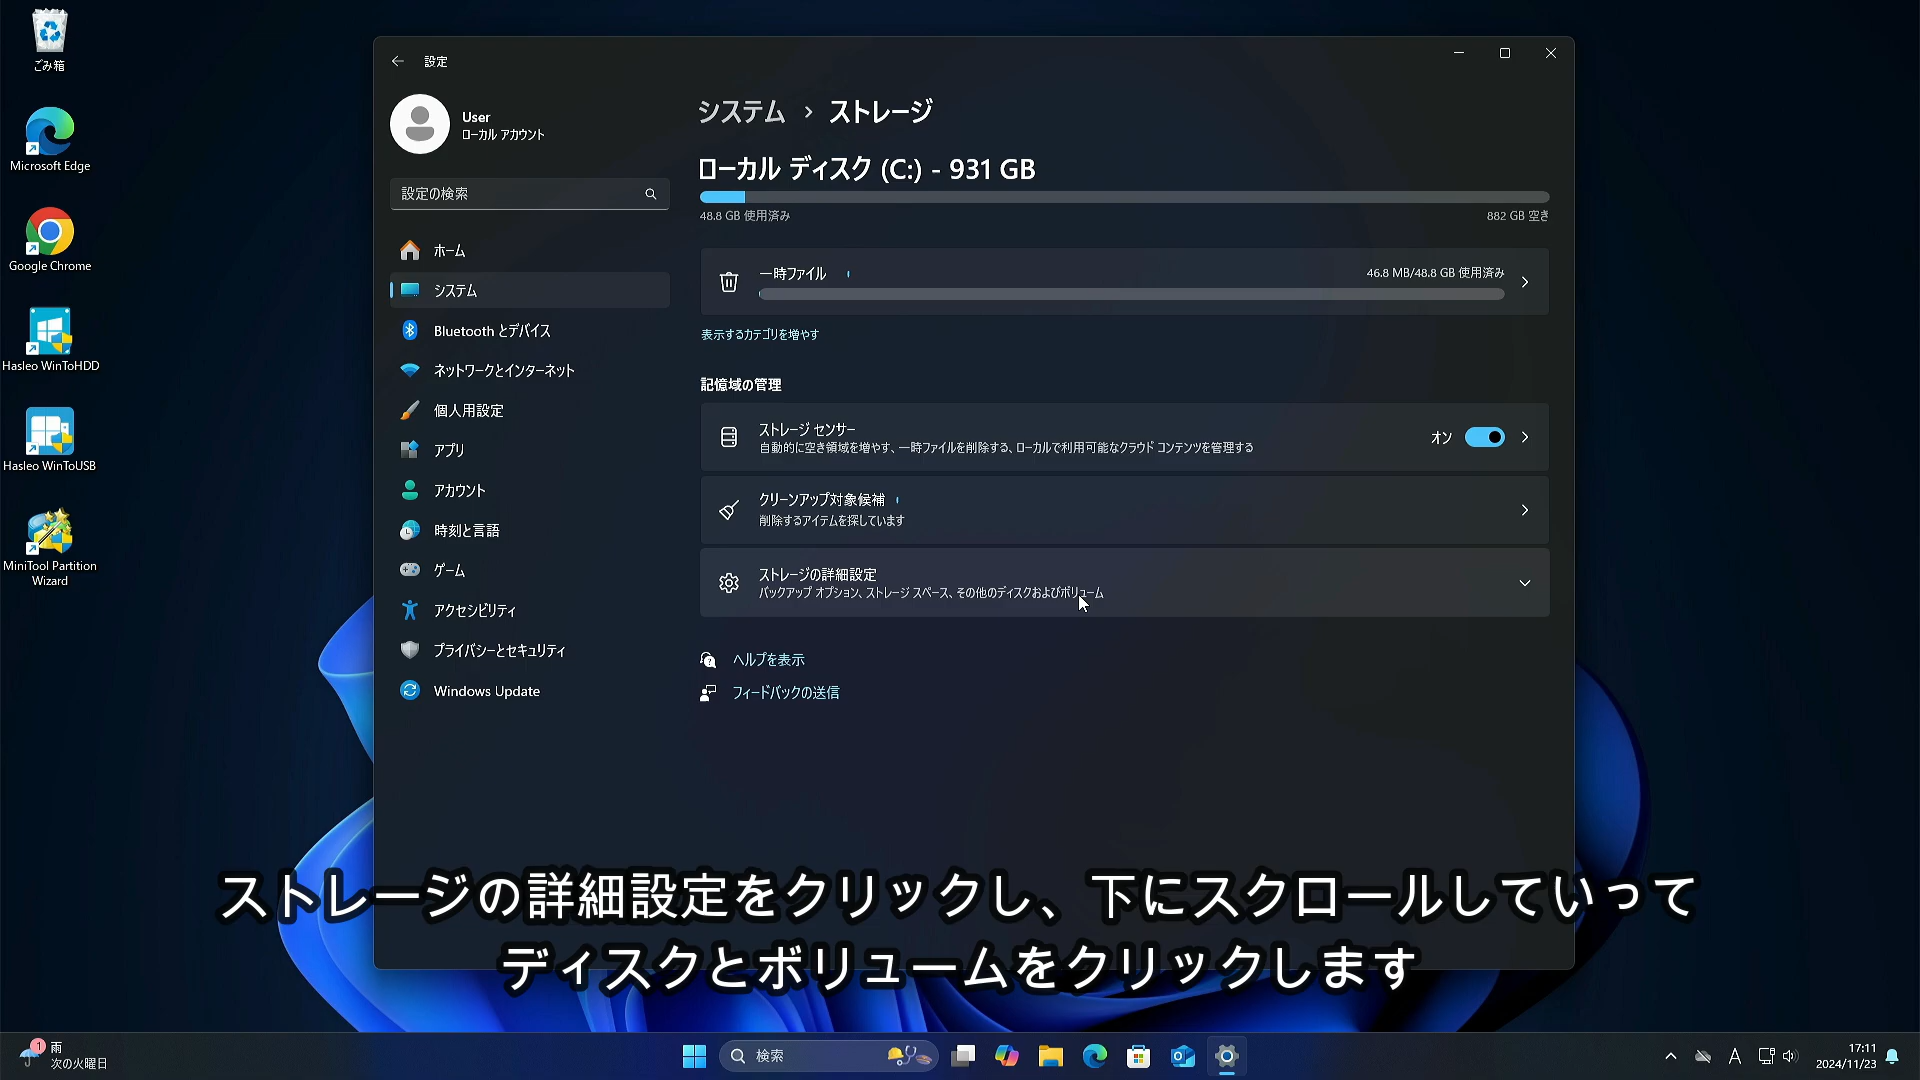 ごみ箱
Microsoft Edge
Google Chrome
Hasleo WinToHDD
Hasleo WinToUSB
MiniTool Partition
Wizard
設定
User
ローカル アカウント
設定の検索
ホーム
システム
Bluetooth とデバイス
ネットワークとインターネット
個人用設定
アプリ
アカウント
時刻と言語
ゲーム
アクセシビリティ
プライバシーとセキュリティ
Windows Update
システム › ストレージ
ローカル ディスク (C:) - 931 GB
48.8 GB 使用済み
882 GB 空き
一時ファイル
46.8 MB/48.8 GB 使用済み
表示するカテゴリを増やす
記憶域の管理
ストレージ センサー
自動的に空き領域を増やす、一時ファイルを削除する、ローカルで利用可能なクラウド コンテンツを管理する
オン
クリーンアップ対象候補
削除するアイテムを探しています
ストレージの詳細設定
バックアップ オプション、ストレージ スペース、その他のディスクおよびボリューム
ヘルプを表示
フィードバックの送信
ストレージの詳細設定をクリックし、下にスクロールしていって
ディスクとボリュームをクリックします
1
雨
次の火曜日
検索
A
17:11
2024/11/23